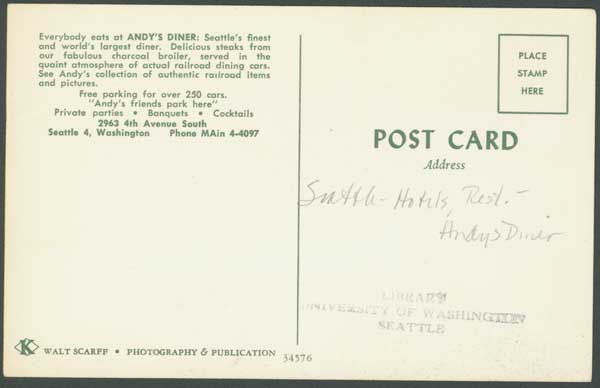 Everybody eats at ANDY'S DINER: Seattle's finest
and world's largest diner. Delicious steaks from
our fabulous charcoal broiler, served in the
quaint atmosphere of actual railroad dining cars.
See Andy's collection of authentic railroad items
and pictures.
Free parking for over 250 cars.
"Andy's friends park here"
Private parties • Banquets • Cocktails
2963 4th Avenue South
Seattle 4, Washington Phone MAin 4-4097
K WALT SCARFF • PHOTOGRAPHY & PUBLICATION 34576
PLACE
STAMP
HERE
POST CARD
Address
Seattle - Hotels, Rest. -
Andys Diner
LIBRARY
UNIVERSITY OF WASHINGTON
SEATTLE